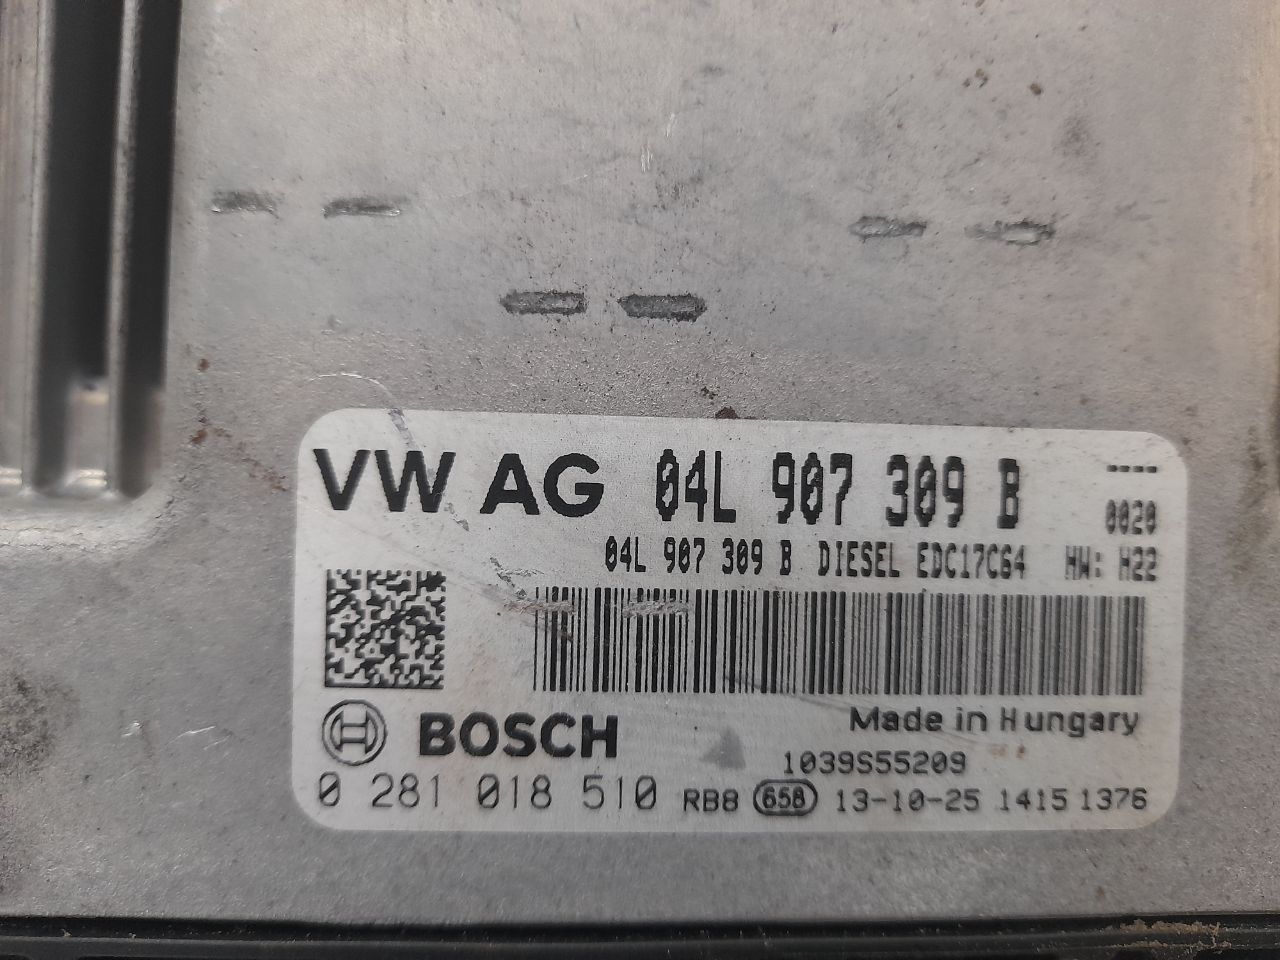 VW AG 04L 907 309 B ----
0020
04L 907 309 B DIESEL EDC17C64 HW: H22
BOSCH
Made in Hungary
1039S55209
0 281 018 510 RB8 658 13-10-25 1415 1376